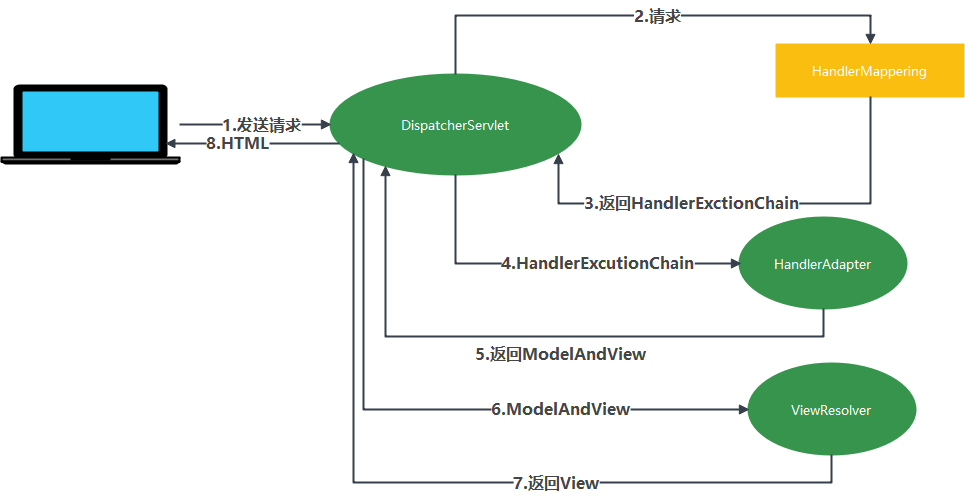 2.请求
HandlerMappering
1.发送请求
DispatcherServlet
8.HTML
3.返回HandlerExctionChain
4.HandlerExcutionChain
HandlerAdapter
5.返回ModelAndView
6.ModelAndView
ViewResolver
7.返回View